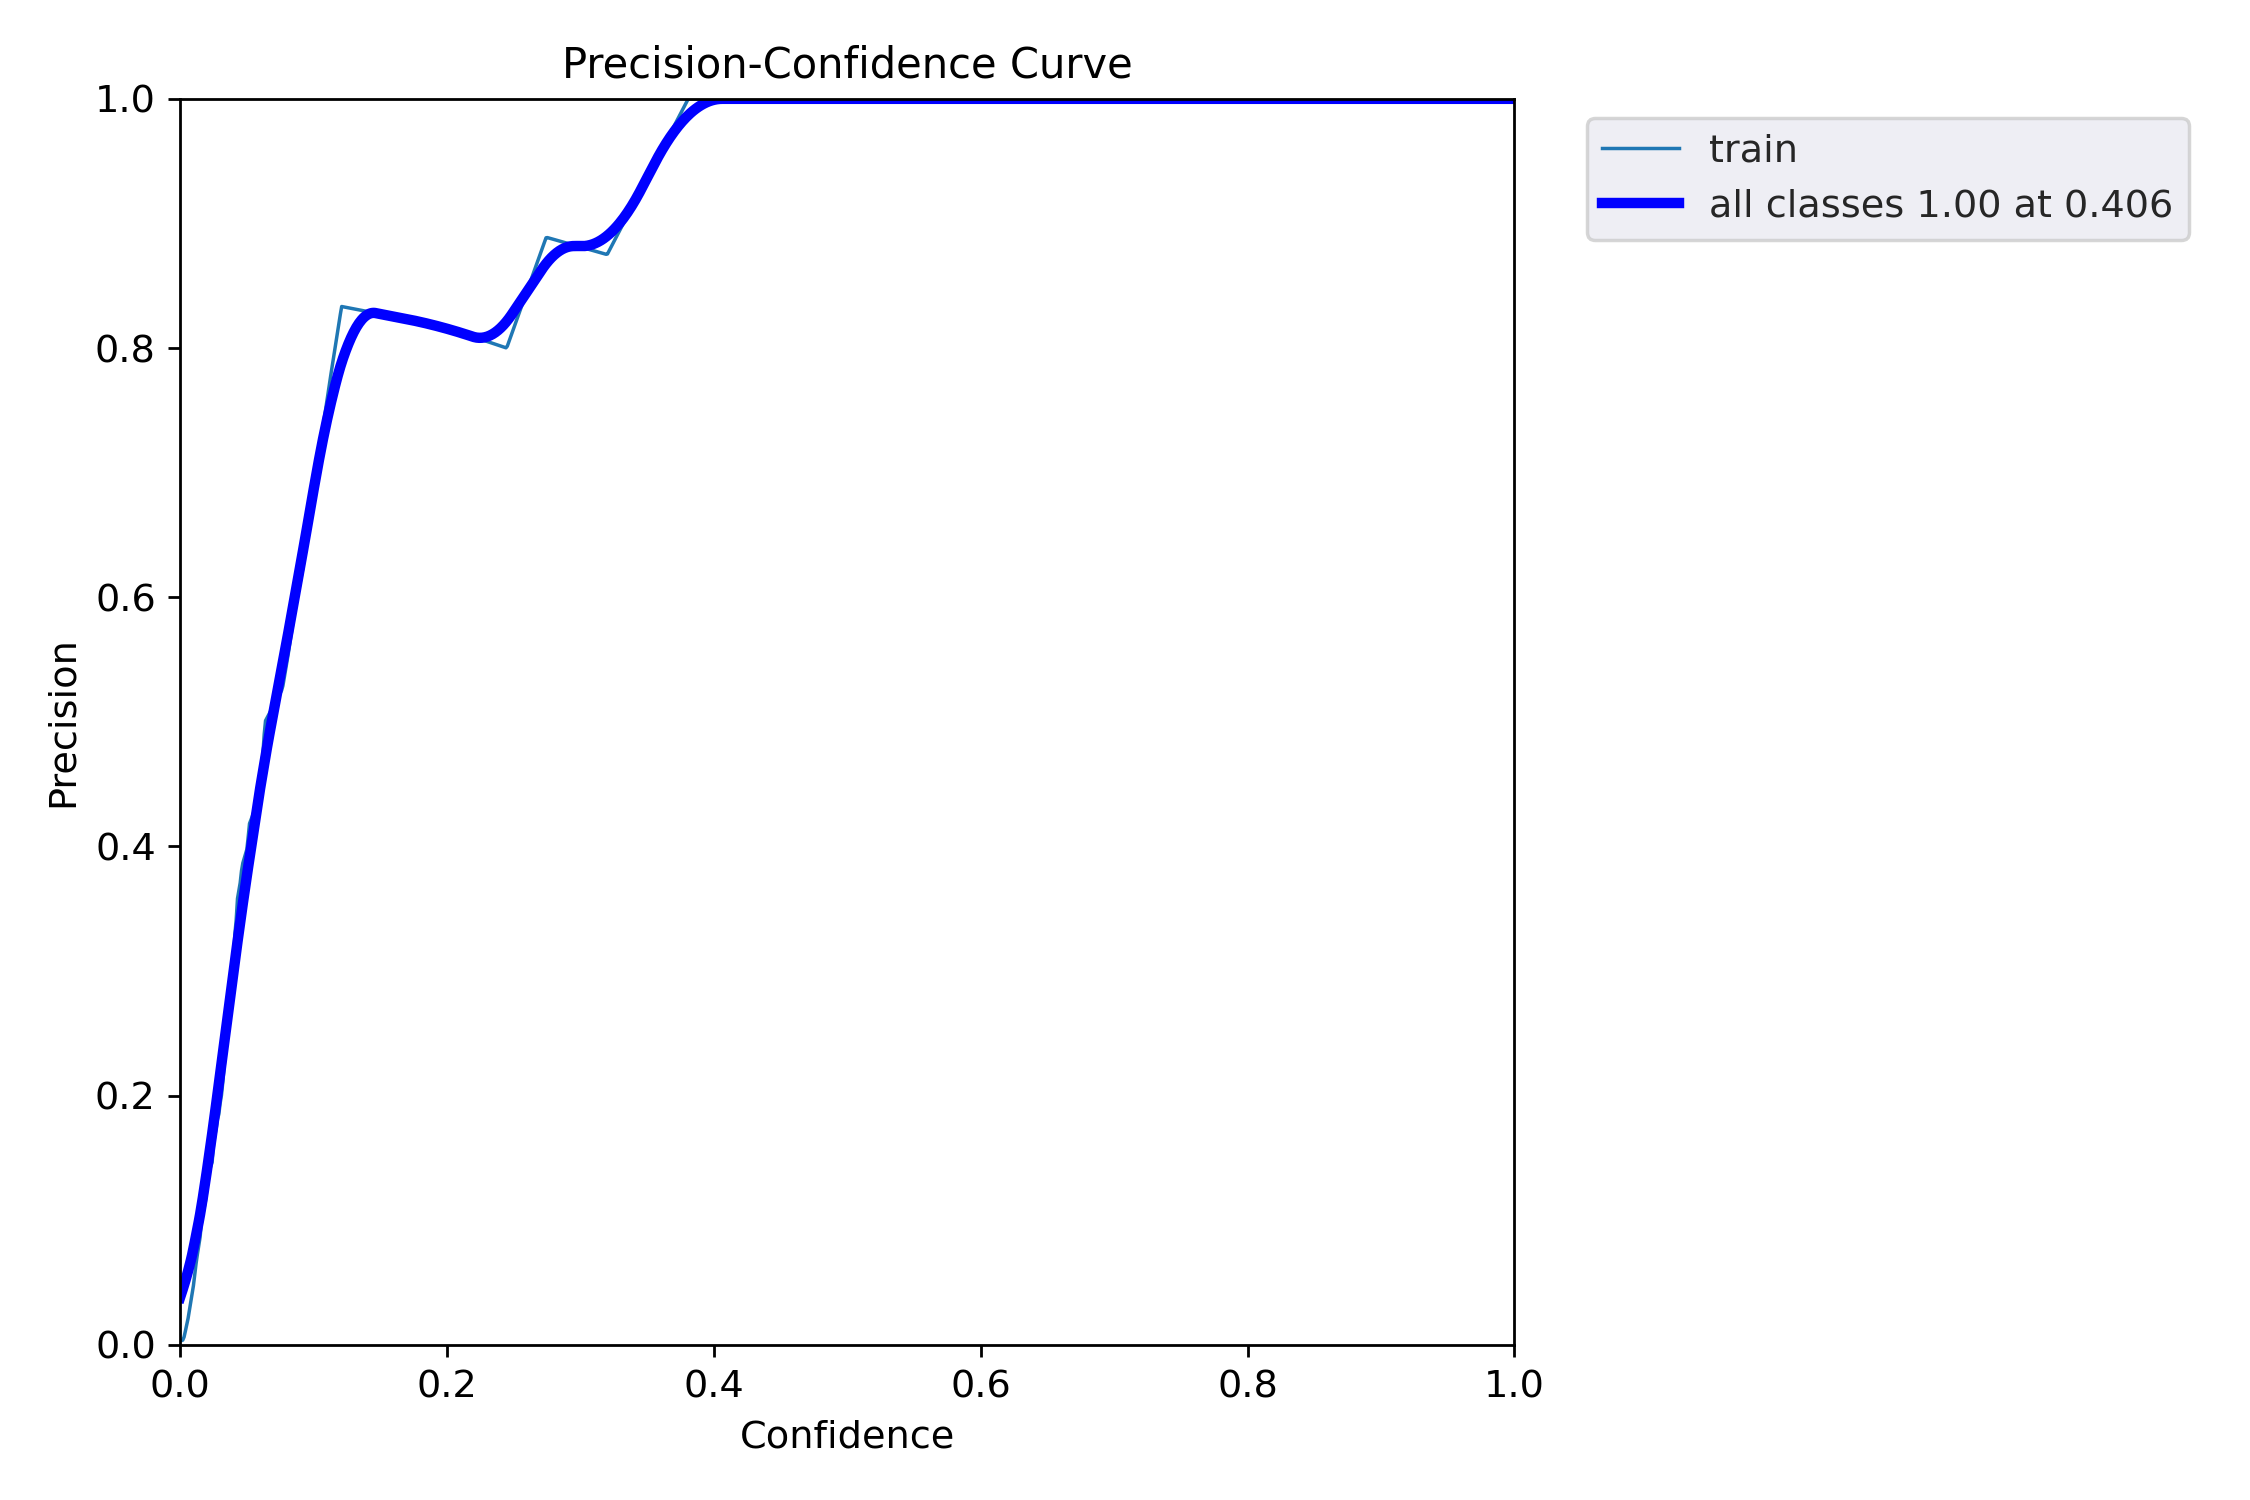 Precision-Confidence Curve
train
all classes 1.00 at 0.406
Precision
1.0
0.8
0.6
0.4
0.2
0.0
0.0 0.2 0.4 0.6 0.8 1.0
Confidence